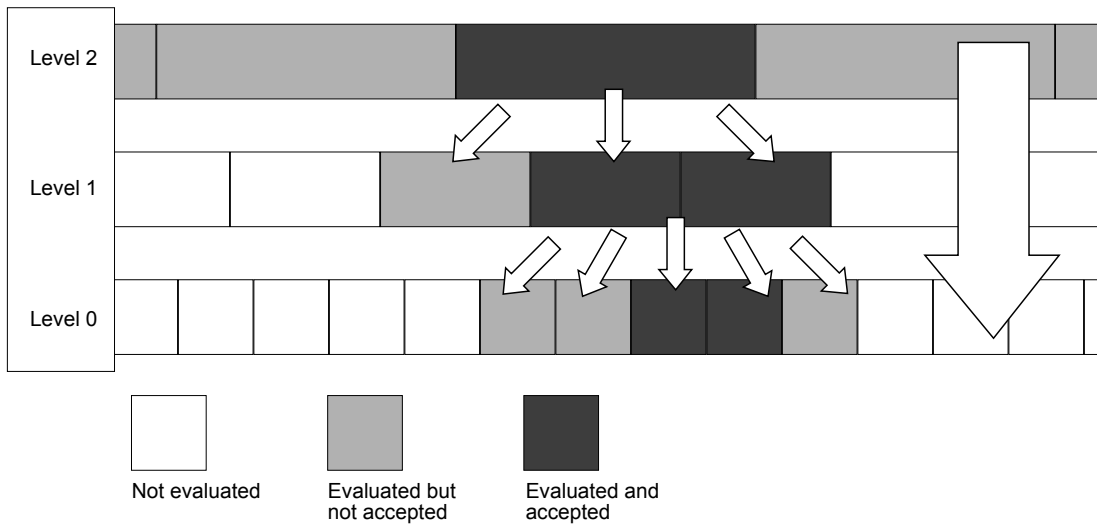 Level 2
Level 1
Level 0
Not evaluated
Evaluated but
not accepted
Evaluated and
accepted